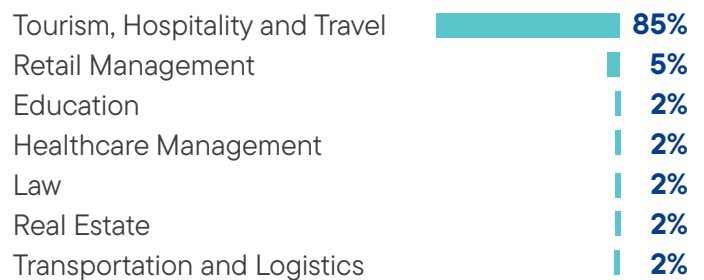 Tourism, Hospitality and Travel 85%
Retail Management 5%
Education 2%
Healthcare Management 2%
Law 2%
Real Estate 2%
Transportation and Logistics 2%